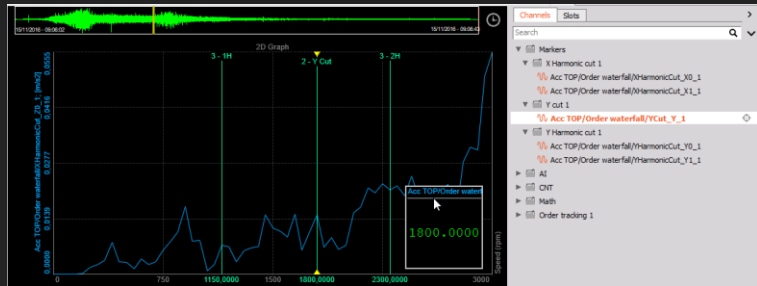 15/11/2016 - 09:06:02
15/11/2016 - 09:06:43
2D Graph
3 - 1H
2 - Y Cut
3 - 2H
Acc TOP/Order waterfall/XHarmonicCut_Z0_1; [m/s2]
0.0555
0.0416
0.0277
0.0139
0.0000
0
750
1150,0000
1500
1800,0000
2300,0000
3000
Speed (rpm)
Acc TOP/Order waterf
1800.0000
Channels
Slots
Search
Markers
X Harmonic cut 1
Acc TOP/Order waterfall/XHarmonicCut_X0_1
Acc TOP/Order waterfall/XHarmonicCut_X1_1
Y cut 1
Acc TOP/Order waterfall/YCut_Y_1
Y Harmonic cut 1
Acc TOP/Order waterfall/YHarmonicCut_Y0_1
Acc TOP/Order waterfall/YHarmonicCut_Y1_1
AI
CNT
Math
Order tracking 1